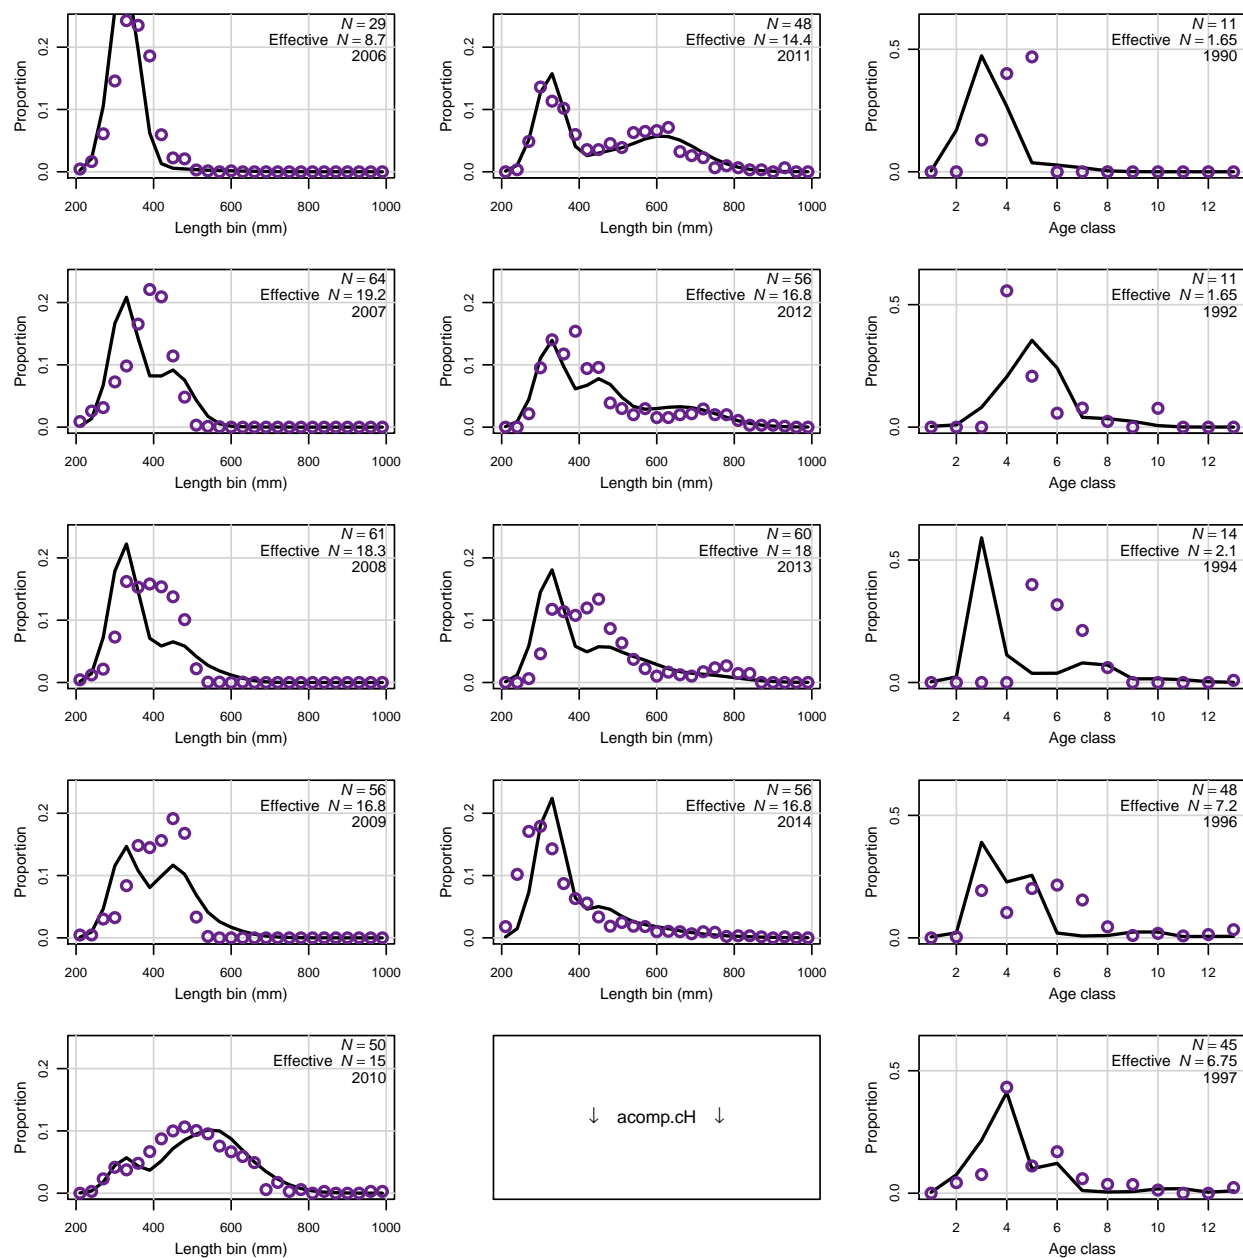 N = 29
Effective N = 8.7
2006
Proportion
0.0 0.1 0.2
200 400 600 800 1000
Length bin (mm)
N = 64
Effective N = 19.2
2007
Proportion
0.0 0.1 0.2
200 400 600 800 1000
Length bin (mm)
N = 61
Effective N = 18.3
2008
Proportion
0.0 0.1 0.2
200 400 600 800 1000
Length bin (mm)
N = 56
Effective N = 16.8
2009
Proportion
0.0 0.1 0.2
200 400 600 800 1000
Length bin (mm)
N = 50
Effective N = 15
2010
Proportion
0.0 0.1 0.2
200 400 600 800 1000
Length bin (mm)
N = 48
Effective N = 14.4
2011
Proportion
0.0 0.1 0.2
200 400 600 800 1000
Length bin (mm)
N = 56
Effective N = 16.8
2012
Proportion
0.0 0.1 0.2
200 400 600 800 1000
Length bin (mm)
N = 60
Effective N = 18
2013
Proportion
0.0 0.1 0.2
200 400 600 800 1000
Length bin (mm)
N = 56
Effective N = 16.8
2014
Proportion
0.0 0.1 0.2
200 400 600 800 1000
Length bin (mm)
↓ acomp.cH ↓
N = 11
Effective N = 1.65
1990
Proportion
0.0 0.5
2 4 6 8 10 12
Age class
N = 11
Effective N = 1.65
1992
Proportion
0.0 0.5
2 4 6 8 10 12
Age class
N = 14
Effective N = 2.1
1994
Proportion
0.0 0.5
2 4 6 8 10 12
Age class
N = 48
Effective N = 7.2
1996
Proportion
0.0 0.5
2 4 6 8 10 12
Age class
N = 45
Effective N = 6.75
1997
Proportion
0.0 0.5
2 4 6 8 10 12
Age class